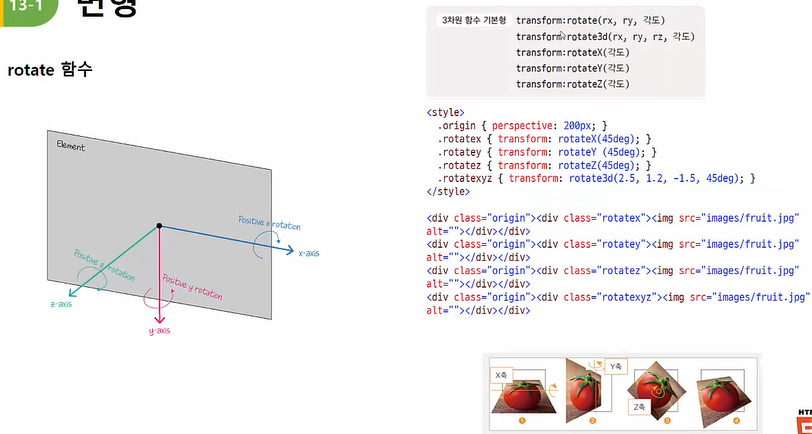 13-1 변형
rotate 함수
Element
Positive x rotation
x-axis
Positive z rotation
z-axis
Positive y rotation
y-axis
3차원 함수 기본형
transform:rotate(rx, ry, 각도)
transform:rotate3d(rx, ry, rz, 각도)
transform:rotateX(각도)
transform:rotateY(각도)
transform:rotateZ(각도)
<style>
.origin { perspective: 200px; }
.rotatex { transform: rotateX(45deg); }
.rotatey { transform: rotateY (45deg); }
.rotatez { transform: rotateZ(45deg); }
.rotatexyz { transform: rotate3d(2.5, 1.2, -1.5, 45deg); }
</style>
<div class="origin"><div class="rotatex"><img src="images/fruit.jpg"
alt=""></div></div>
<div class="origin"><div class="rotatey"><img src="images/fruit.jpg"
alt=""></div></div>
<div class="origin"><div class="rotatez"><img src="images/fruit.jpg"
alt=""></div></div>
<div class="origin"><div class="rotatexyz"><img src="images/fruit.jpg"
alt=""></div></div>
X축
Y축
Z축
1 2 3 4